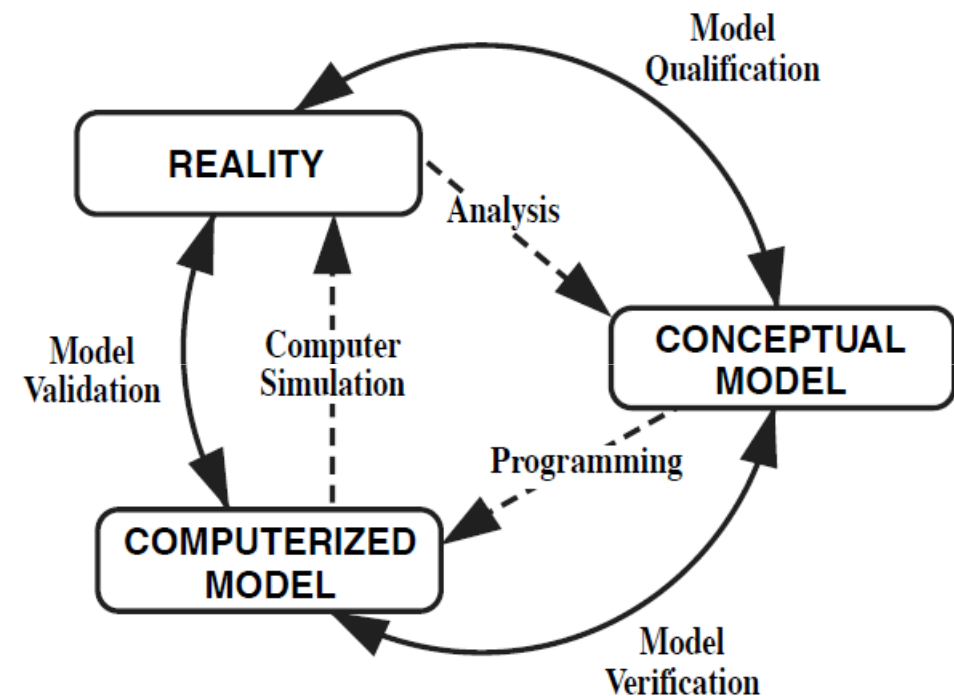 Model
Qualification
REALITY
Analysis
Model
Validation
Computer
Simulation
CONCEPTUAL
MODEL
Programming
COMPUTERIZED
MODEL
Model
Verification